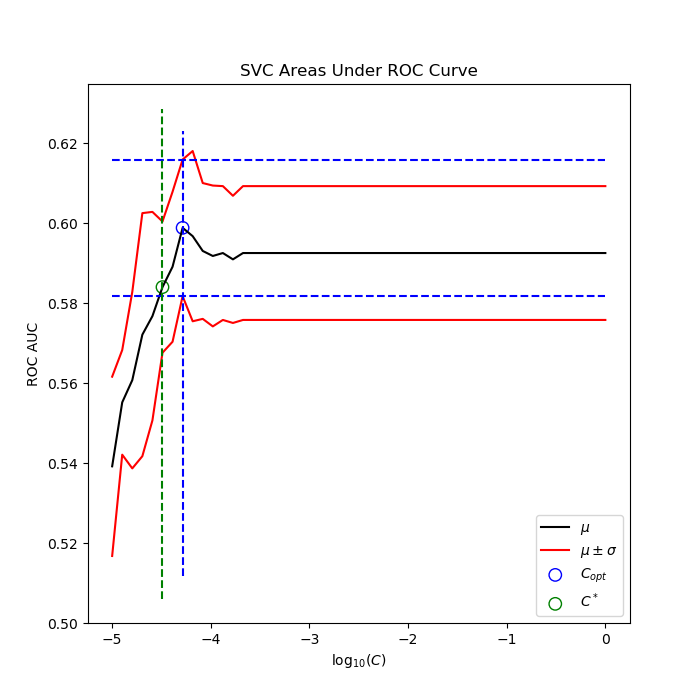 SVC Areas Under ROC Curve
ROC AUC
0.62
0.60
0.58
0.56
0.54
0.52
0.50
−5 −4 −3 −2 −1 0
log₁₀(C)
μ
μ ± σ
C_opt
C*